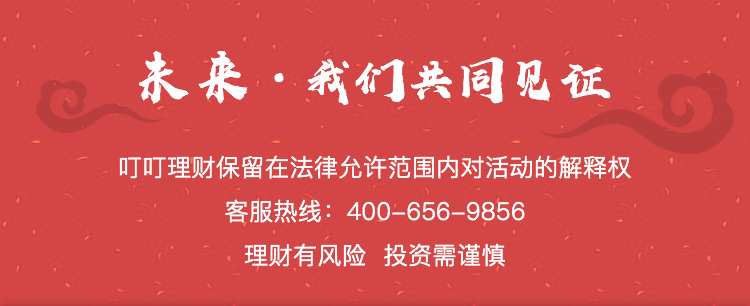 未来·我们共同见证
叮叮理财保留在法律允许范围内对活动的解释权
客服热线：400-656-9856
理财有风险 投资需谨慎